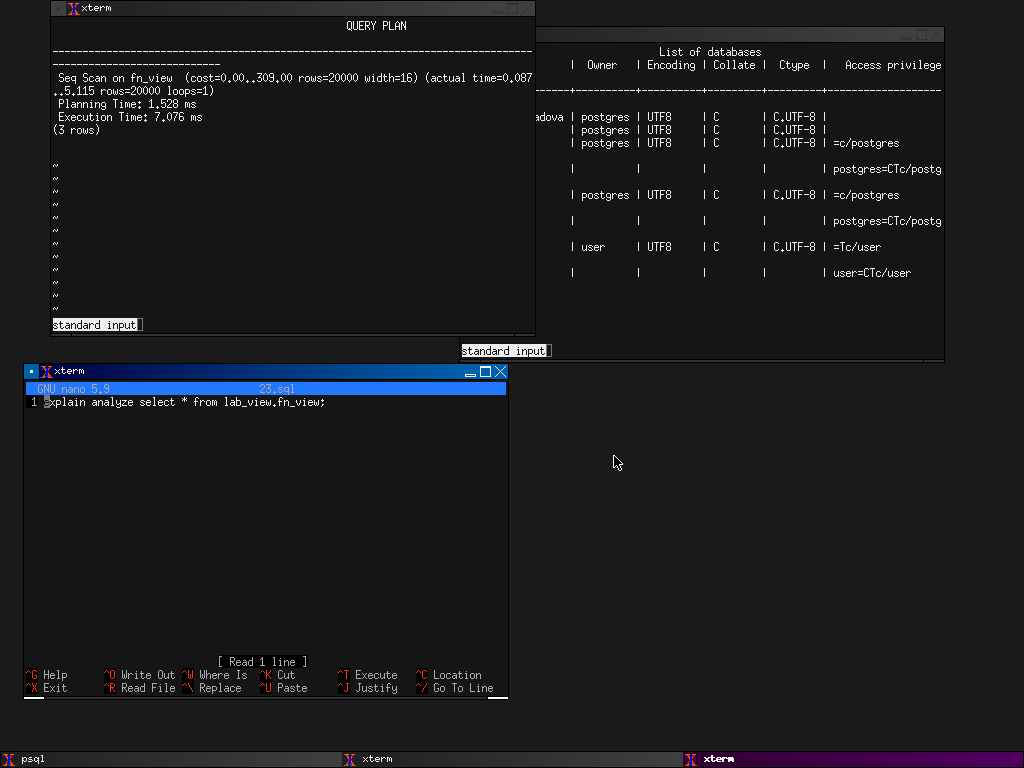 xterm
QUERY PLAN
--------------------------------------------------------------------------------
----------------------------
Seq Scan on fn_view  (cost=0.00..309.00 rows=20000 width=16) (actual time=0.087
..5.115 rows=20000 loops=1)
Planning Time: 1.528 ms
Execution Time: 7.076 ms
(3 rows)
~
~
~
~
~
~
~
~
~
~
~
~
standard input
List of databases
| Owner | Encoding | Collate | Ctype | Access privilege
------+----------+----------+---------+---------+-------------------
adova | postgres | UTF8 | C | C.UTF-8 |
| postgres | UTF8 | C | C.UTF-8 |
| postgres | UTF8 | C | C.UTF-8 | =c/postgres
| | | | | postgres=CTc/postg
| postgres | UTF8 | C | C.UTF-8 | =c/postgres
| | | | | postgres=CTc/postg
| user | UTF8 | C | C.UTF-8 | =Tc/user
| | | | | user=CTc/user
standard input
xterm
GNU nano 5.9 23.sql
1 explain analyze select * from lab_view.fn_view;
[ Read 1 line ]
^G Help ^O Write Out ^W Where Is ^K Cut ^T Execute ^C Location
^X Exit ^R Read File ^\ Replace ^U Paste ^J Justify ^/ Go To Line
psql xterm xterm